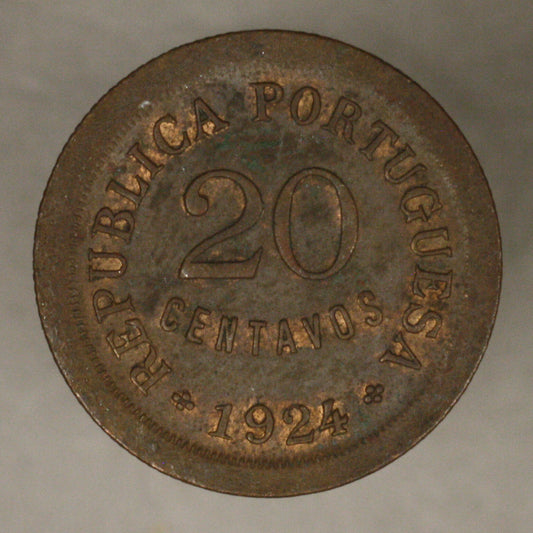 REPUBLICA PORTUGUESA
20
CENTAVOS
* 1924 *